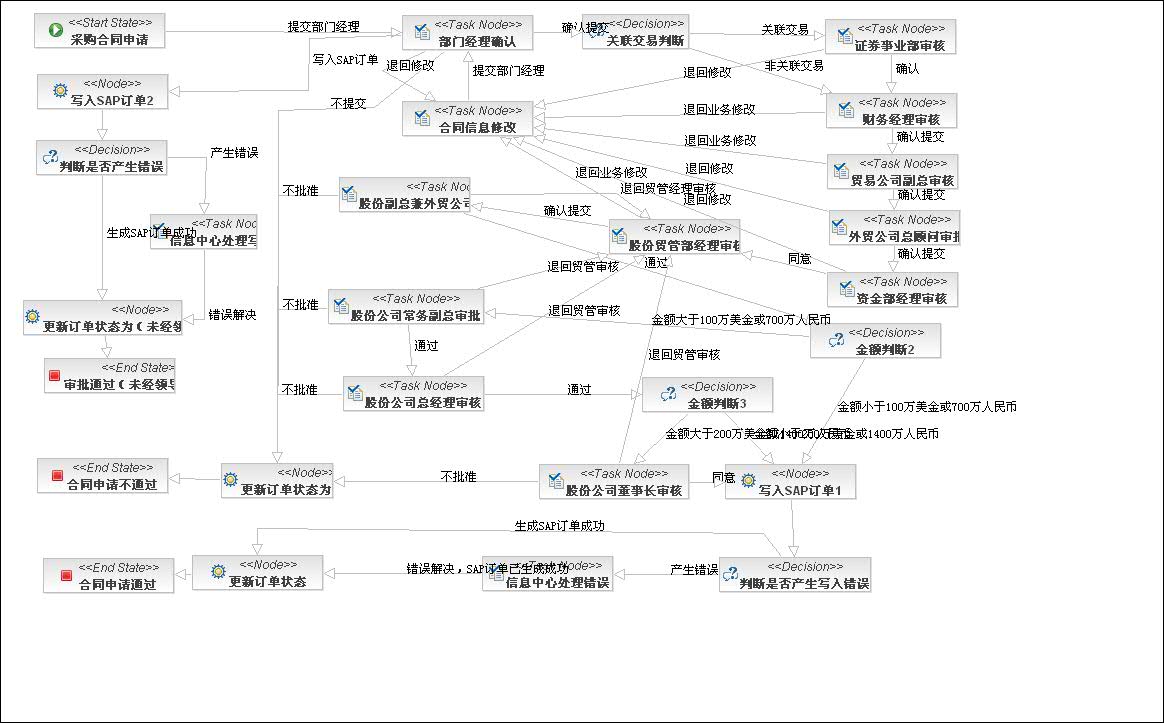 <<Start State>>
采购合同申请
提交部门经理
<<Task Node>>
部门经理确认
确认提交
<<Decision>>
关联交易判断
关联交易
<<Task Node>>
证券事业部审核
写入SAP订单
退回修改
提交部门经理
退回修改
非关联交易
确认
<<Node>>
写入SAP订单2
不提交
<<Task Node>>
合同信息修改
退回业务修改
<<Task Node>>
财务经理审核
确认提交
<<Decision>>
判断是否产生错误
产生错误
退回业务修改
<<Task Node>>
贸易公司副总审核
退回业务修改
退回修改
确认提交
不批准
<<Task Nod
股份副总兼外贸公司
退回贸管经理审核
退回修改
确认提交
<<Task Nod
信息中心处理写
生成SAP订单成功
<<Task Node>>
股份贸管部经理审核
<<Task Node>>
外贸公司总顾问审批
确认提交
退回贸管审核
通过
同意
<<Task Node>>
资金部经理审核
<<Node>>
更新订单状态为(未经领
错误解决
不批准
<<Task Node>>
股份公司常务副总审批
退回贸管审核
金额大于100万美金或700万人民币
<<Decision>>
金额判断2
通过
退回贸管审核
<<End State>
审批通过(未经领导
不批准
<<Task Node>>
股份公司总经理审核
通过
<<Decision>>
金额判断3
金额小于100万美金或700万人民币
金额大于200万美金或1400万人民币
金额小于200万美金或1400万人民币
<<End State>>
合同申请不通过
<<Node>
更新订单状态为
不批准
<<Task Node>>
股份公司董事长审核
同意
<<Node>>
写入SAP订单1
生成SAP订单成功
<<End State>>
合同申请通过
<<Node>>
更新订单状态
错误解决，SAP订单已生成成功
<<Task Node>>
信息中心处理错误
产生错误
<<Decision>>
判断是否产生写入错误